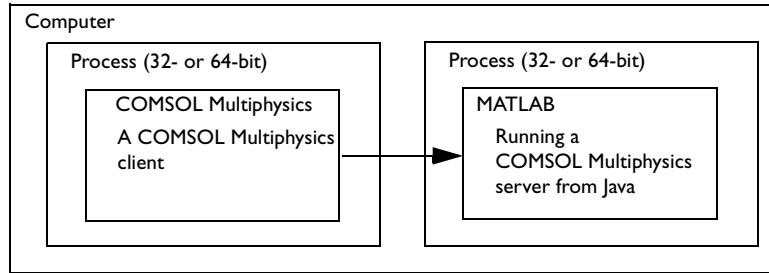 Computer
Process (32- or 64-bit)
COMSOL Multiphysics
A COMSOL Multiphysics
client
Process (32- or 64-bit)
MATLAB
Running a
COMSOL Multiphysics
server from Java